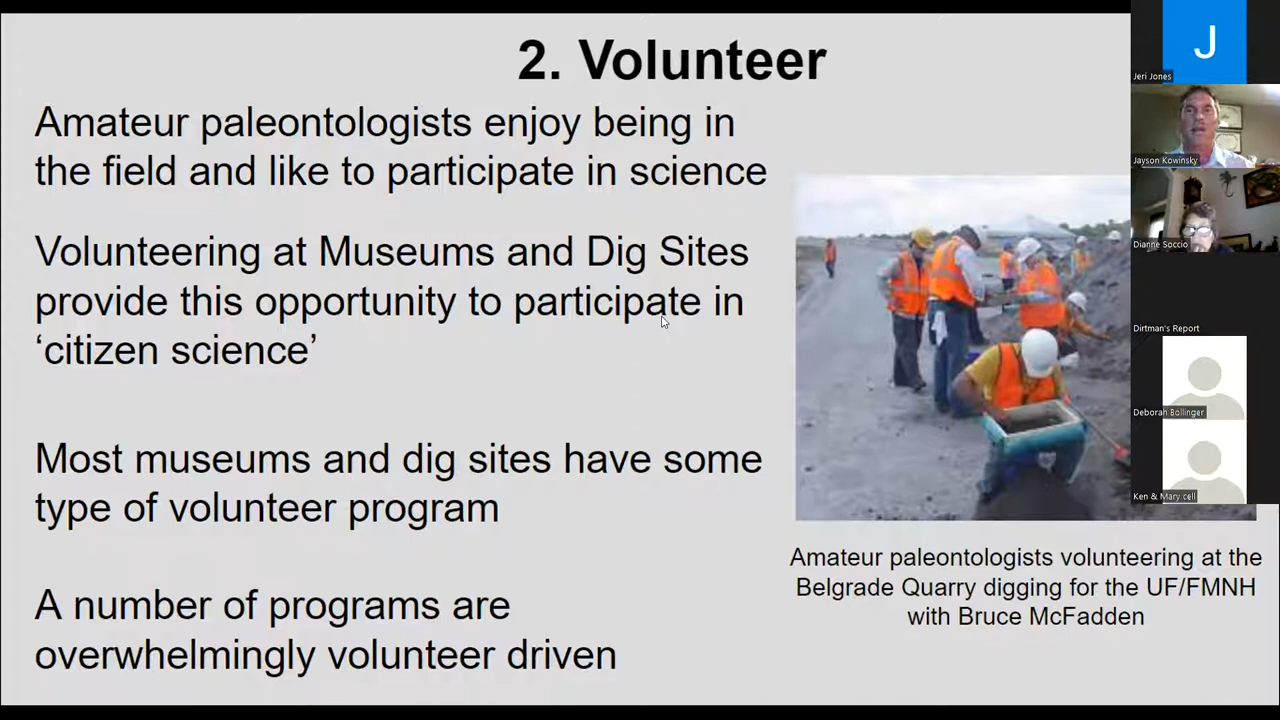 2. Volunteer
Amateur paleontologists enjoy being in
the field and like to participate in science
Volunteering at Museums and Dig Sites
provide this opportunity to participate in
‘citizen science’
Most museums and dig sites have some
type of volunteer program
A number of programs are
overwhelmingly volunteer driven
Amateur paleontologists volunteering at the
Belgrade Quarry digging for the UF/FMNH
with Bruce McFadden
J
Jeri Jones
Jayson Kowinsky
Dianne Soccio
Dirtman's Report
Deborah Bollinger
Ken & Mary cell